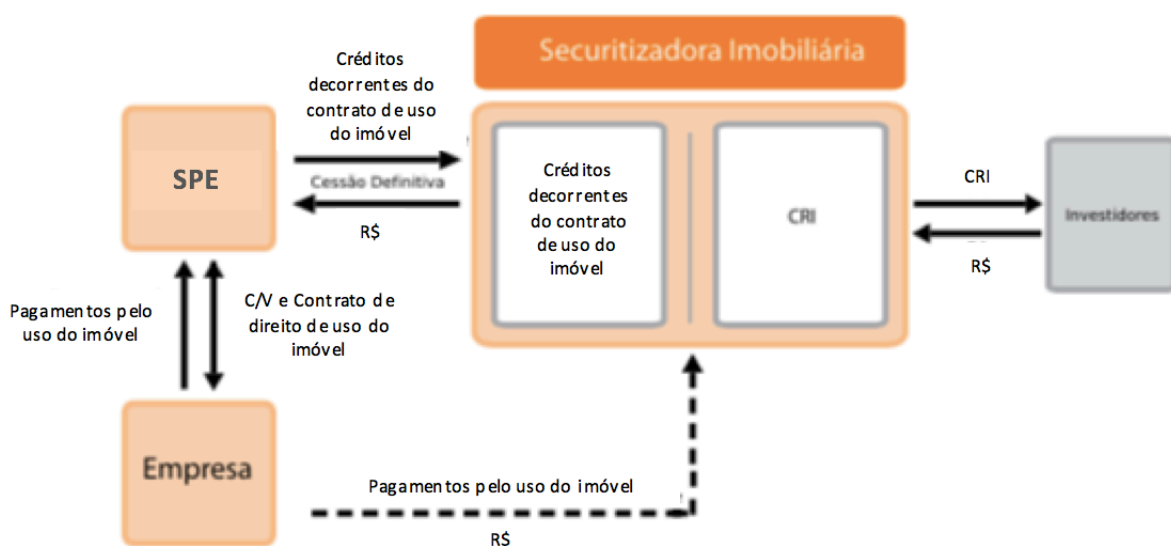 Securitizadora Imobiliária
Créditos
decorrentes do
contrato de uso
do imóvel
SPE
Cessão Definitiva
R$
Créditos
decorrentes
do contrato
de uso do
imóvel
CRI
CRI
R$
Investidores
Pagamentos pelo
uso do imóvel
C/V e Contrato de
direito de uso do
imóvel
Empresa
Pagamentos pelo uso do imóvel
R$